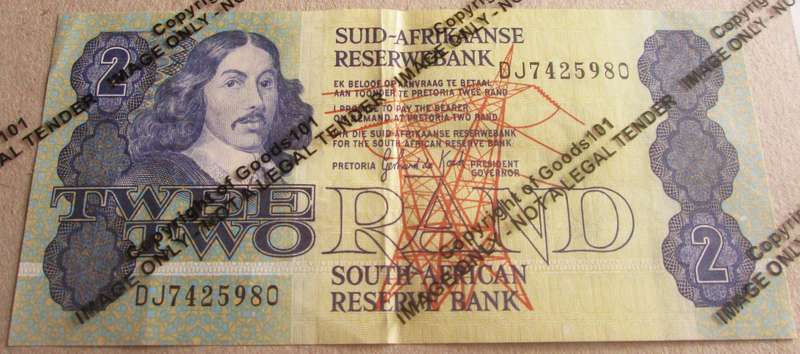 2
SUID-AFRIKAANSE
RESERWEBANK
DJ7425980
EK BELOOF OP AANVRAAG TE BETAAL
AAN TOONDER TE PRETORIA TWEE RAND
I PROMISE TO PAY THE BEARER
ON DEMAND AT PRETORIA TWO RAND
VIR DIE SUID-AFRIKAANSE RESERWEBANK
FOR THE SOUTH AFRICAN RESERVE BANK
PRETORIA PRESIDENT
GOVERNOR
TWEE
TWO
RAND
2
SOUTH AFRICAN
RESERVE BANK
DJ7425980
Copyright of Goods101
IMAGE ONLY - NOT A LEGAL TENDER